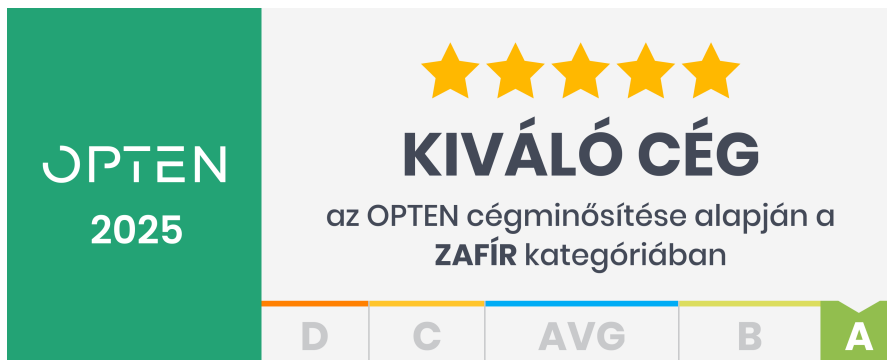 OPTEN
2025
KIVÁLÓ CÉG
az OPTEN cégminősítése alapján a
ZAFÍR kategóriában
D C AVG B A